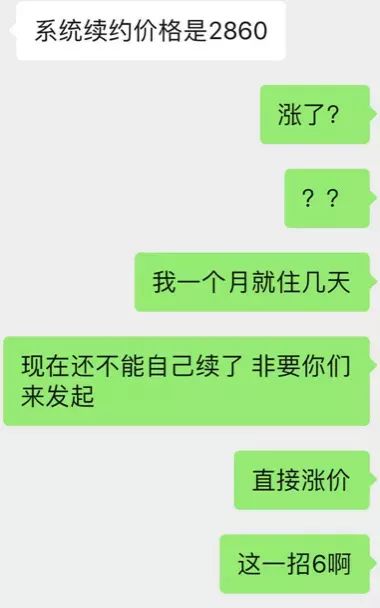 系统续约价格是2860
涨了?
？？
我一个月就住几天
现在还不能自己续了 非要你们
来发起
直接涨价
这一招6啊